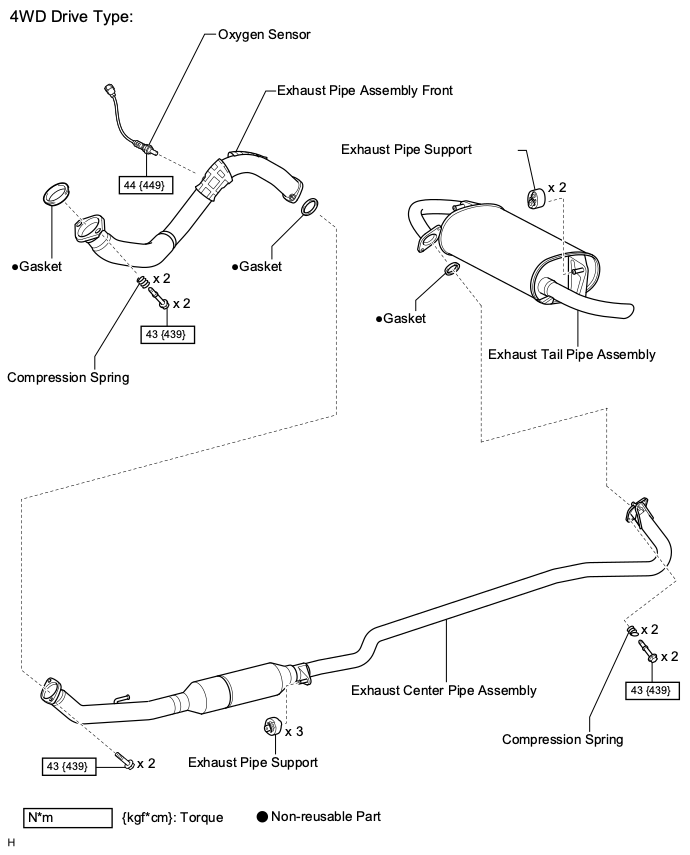 4WD Drive Type:
Oxygen Sensor
Exhaust Pipe Assembly Front
Exhaust Pipe Support
44 {449}
x 2
●Gasket
●Gasket
x 2
x 2
43 {439}
●Gasket
Exhaust Tail Pipe Assembly
Compression Spring
x 2
x 2
43 {439}
Exhaust Center Pipe Assembly
x 3
Compression Spring
43 {439}
x 2
Exhaust Pipe Support
N*m
{kgf*cm}: Torque
● Non-reusable Part
H